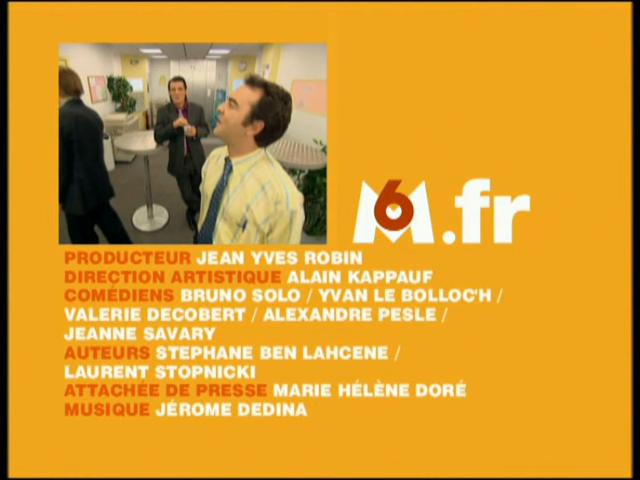 M6.fr
PRODUCTEUR JEAN YVES ROBIN
DIRECTION ARTISTIQUE ALAIN KAPPAUF
COMÉDIENS BRUNO SOLO / YVAN LE BOLLOC'H /
VALERIE DECOBERT / ALEXANDRE PESLE /
JEANNE SAVARY
AUTEURS STEPHANE BEN LAHCENE /
LAURENT STOPNICKI
ATTACHÉE DE PRESSE MARIE HÉLÈNE DORÉ
MUSIQUE JÉROME DEDINA